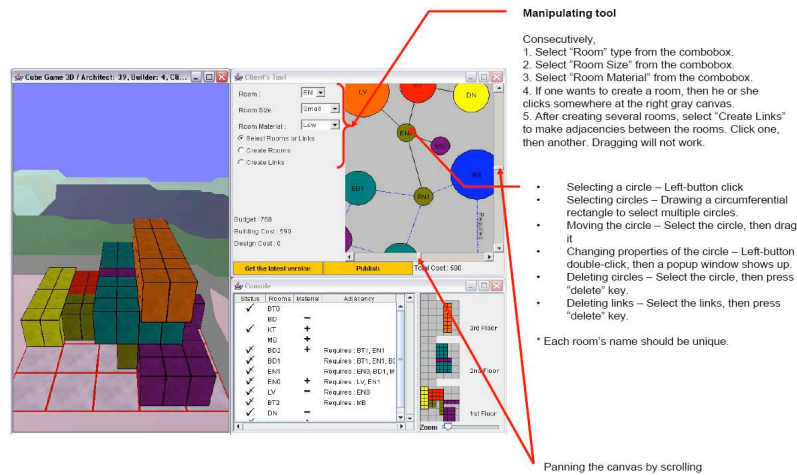 Manipulating tool
Consecutively,
1. Select “Room” type from the combobox.
2. Select “Room Size” from the combobox.
3. Select “Room Material” from the combobox.
4. If one wants to create a room, then he or she
clicks somewhere at the right gray canvas.
5. After creating several rooms, select “Create Links”
to make adjacencies between the rooms. Click one,
then another. Dragging will not work.
• Selecting a circle – Left-button click
• Selecting circles – Drawing a circumferential
rectangle to select multiple circles.
• Moving the circle – Select the circle, then drag
it
• Changing properties of the circle – Left-button
double-click, then a popup window shows up.
• Deleting circles – Select the circle, then press
“delete” key.
• Deleting links – Select the links, then press
“delete” key.
* Each room’s name should be unique.
Panning the canvas by scrolling
Cube Game 3D / Architect: 39, Builder: 4, Cli...
Client's Tool
Room : EN
Room Size : Small
Room Material : Low
Select Rooms or Links
Create Rooms
Create Links
Budget : 750
Building Cost : 590
Design Cost : 0
Get the latest version
Publish
Total Cost : 590
LV
DN
EN1
BD1
Required
Console
Status Rooms Material Adjacency
BT0
BD −
KT +
MB +
BD2 + Requires : BT1, EN1
BD1 Requires : BT1, EN1,
EN1 Requires : EN0, BD1,
EN0 + Requires : LV, EN1
LV − Requires : EN0
BT2 Requires : MB
DN −
3rd Floor
2nd Floor
1st Floor
Zoom